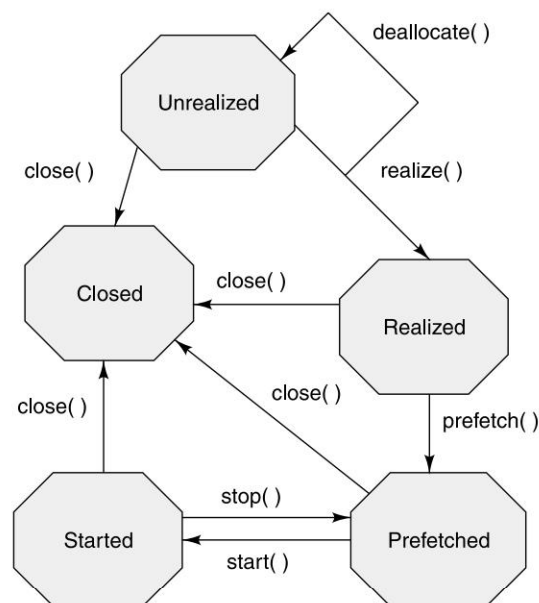 deallocate( )
Unrealized
close( )
realize( )
Closed
close( )
Realized
close( )
close( )
prefetch( )
Started
stop( )
start( )
Prefetched